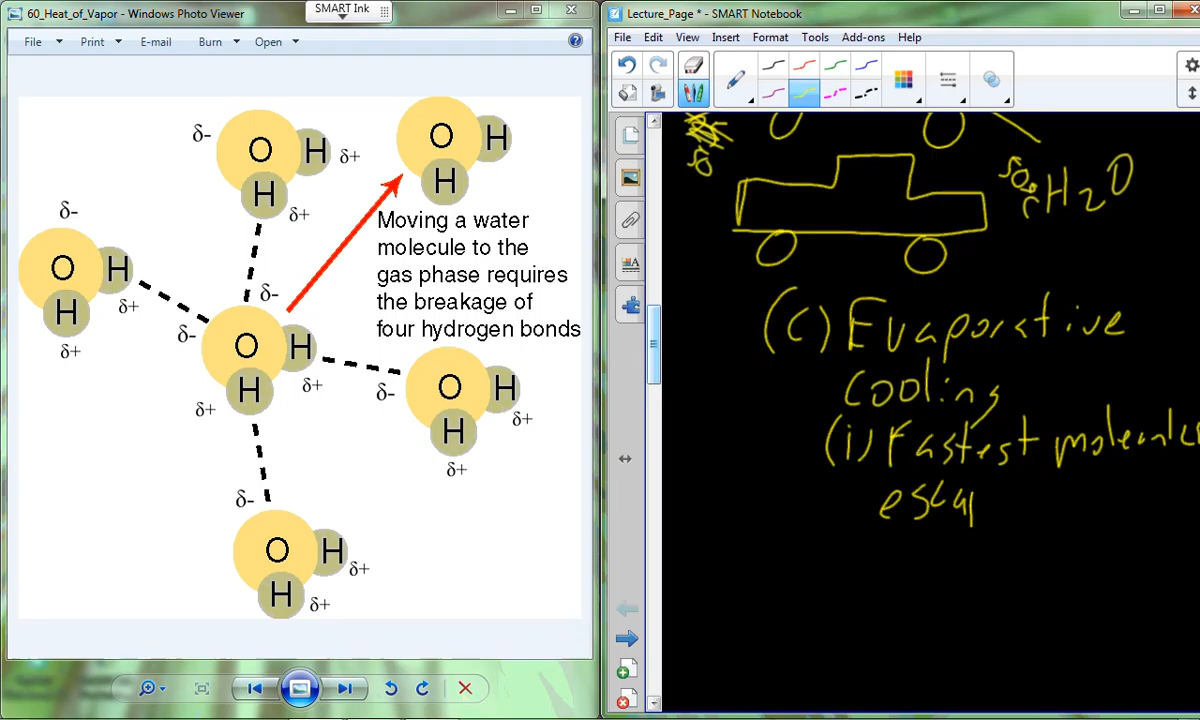 60_Heat_of_Vapor - Windows Photo Viewer
SMART Ink
File Print E-mail Burn Open
δ-
O H
δ+
H
δ+
O H
H
Moving a water
molecule to the
gas phase requires
the breakage of
four hydrogen bonds
δ-
O H
δ+
H
δ+
δ-
δ-
O H
δ+
H
δ+
δ-
O H
δ+
H
δ+
δ-
O H
δ+
H
δ+
Lecture_Page * - SMART Notebook
File Edit View Insert Format Tools Add-ons Help
H2O
(C) Evaporative
cooling
(i) Fastest molecules
escap